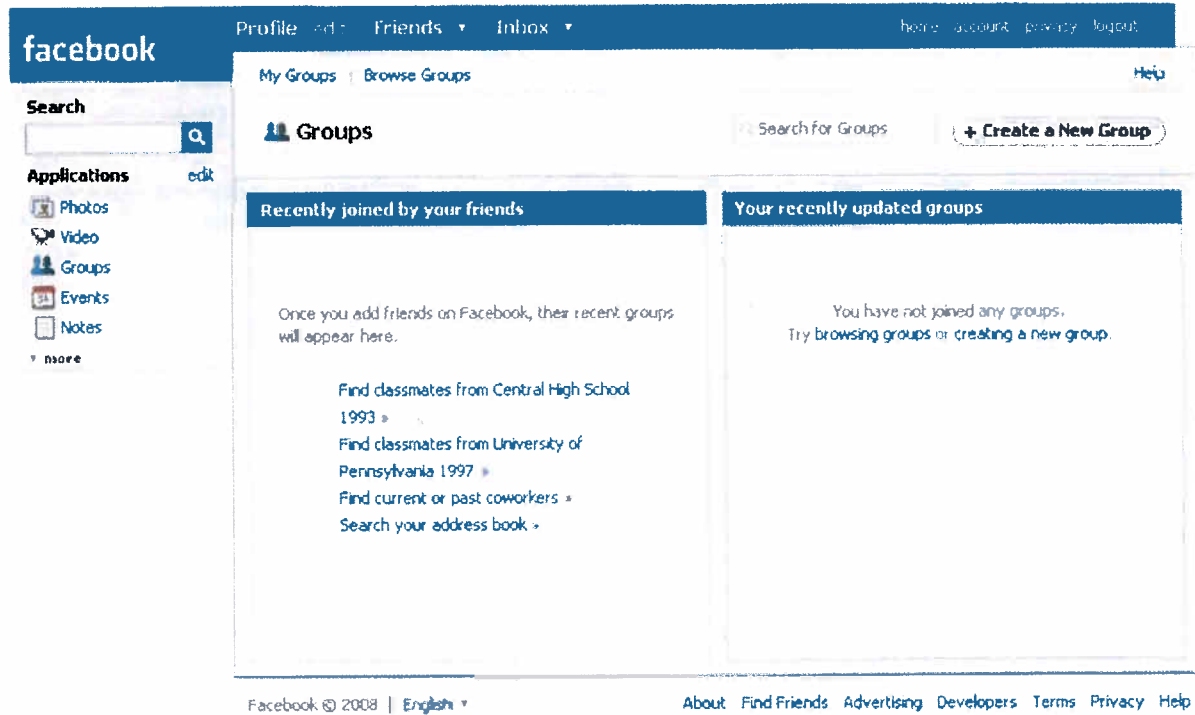 facebook
Profile edit Friends Inbox
home account privacy logout
My Groups | Browse Groups
Help
Search
Groups
Search for Groups
+ Create a New Group
Applications edit
Photos
Video
Groups
Events
Notes
more
Recently joined by your friends
Once you add friends on Facebook, their recent groups
will appear here.
Find classmates from Central High School
1993 »
Find classmates from University of
Pennsylvania 1997 »
Find current or past coworkers »
Search your address book »
Your recently updated groups
You have not joined any groups.
Try browsing groups or creating a new group.
Facebook © 2008 | English
About Find Friends Advertising Developers Terms Privacy Help